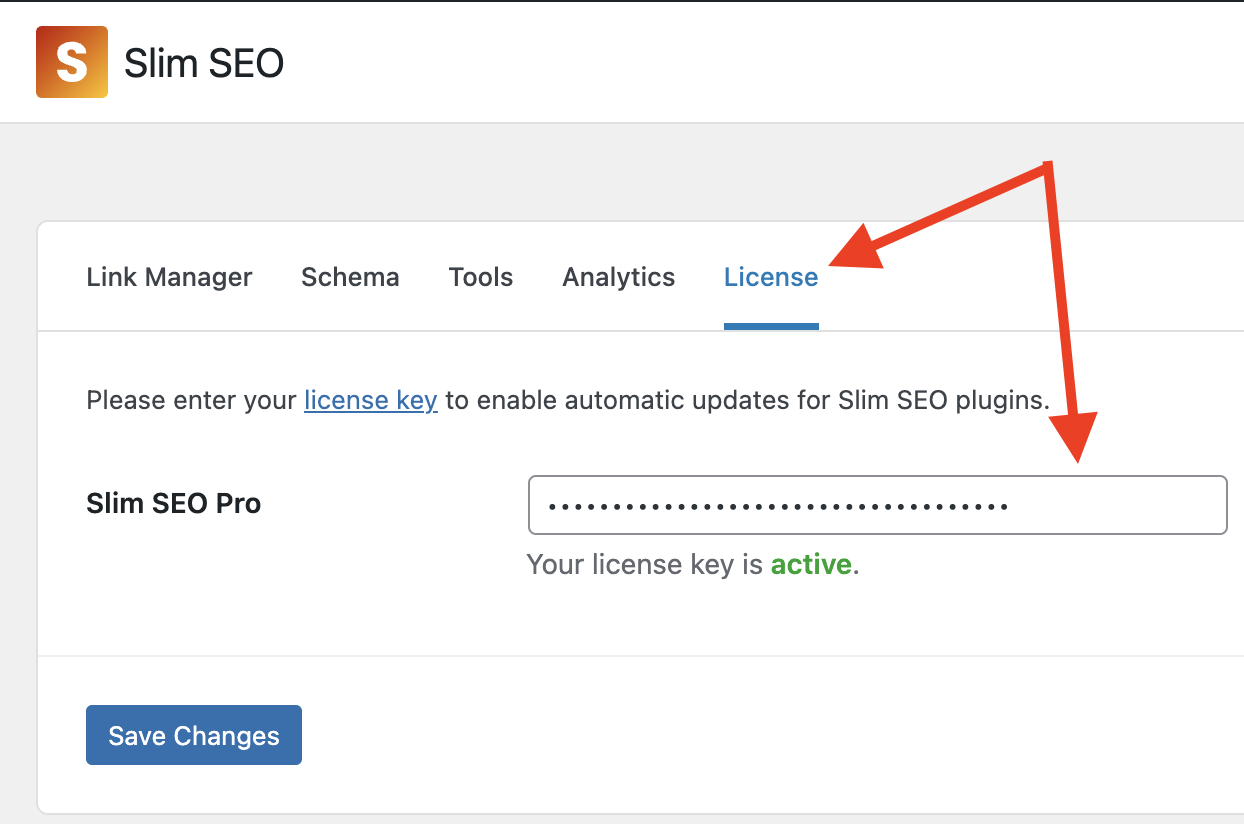 S
Slim SEO
Link Manager Schema Tools Analytics License
Please enter your license key to enable automatic updates for Slim SEO plugins.
Slim SEO Pro
••••••••••••••••••••••••••••••••••••
Your license key is active.
Save Changes